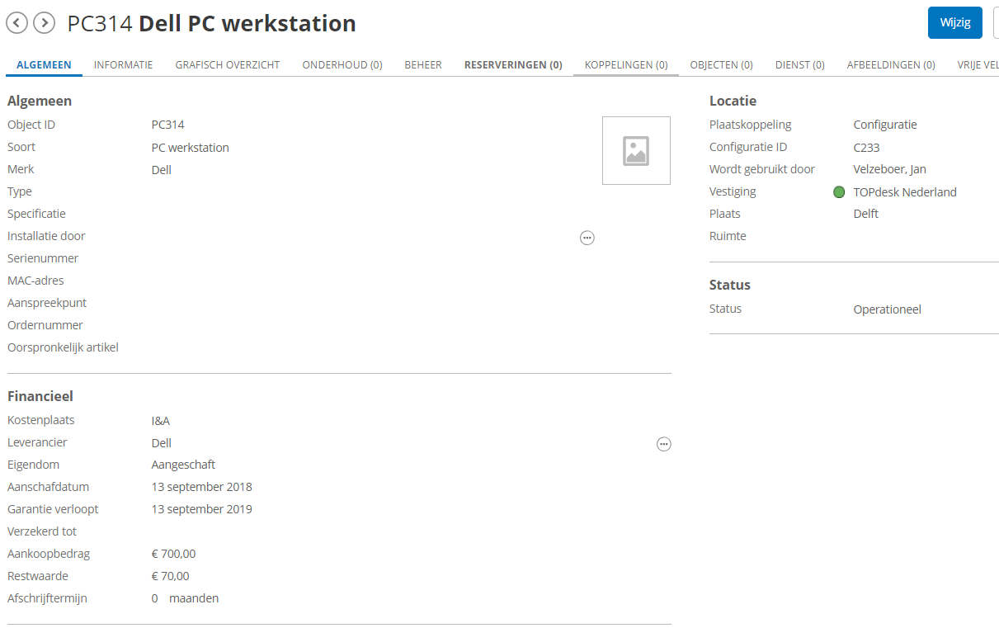 PC314 Dell PC werkstation
Wijzig
ALGEMEEN INFORMATIE GRAFISCH OVERZICHT ONDERHOUD (0) BEHEER RESERVERINGEN (0) KOPPELINGEN (0) OBJECTEN (0) DIENST (0) AFBEELDINGEN (0) VRIJE VEL
Algemeen
Object ID PC314
Soort PC werkstation
Merk Dell
Type
Specificatie
Installatie door
Serienummer
MAC-adres
Aanspreekpunt
Ordernummer
Oorspronkelijk artikel
Financieel
Kostenplaats I&A
Leverancier Dell
Eigendom Aangeschaft
Aanschafdatum 13 september 2018
Garantie verloopt 13 september 2019
Verzekerd tot
Aankoopbedrag € 700,00
Restwaarde € 70,00
Afschrijftermijn 0 maanden
Locatie
Plaatskoppeling Configuratie
Configuratie ID C233
Wordt gebruikt door Velzeboer, Jan
Vestiging TOPdesk Nederland
Plaats Delft
Ruimte
Status
Status Operationeel